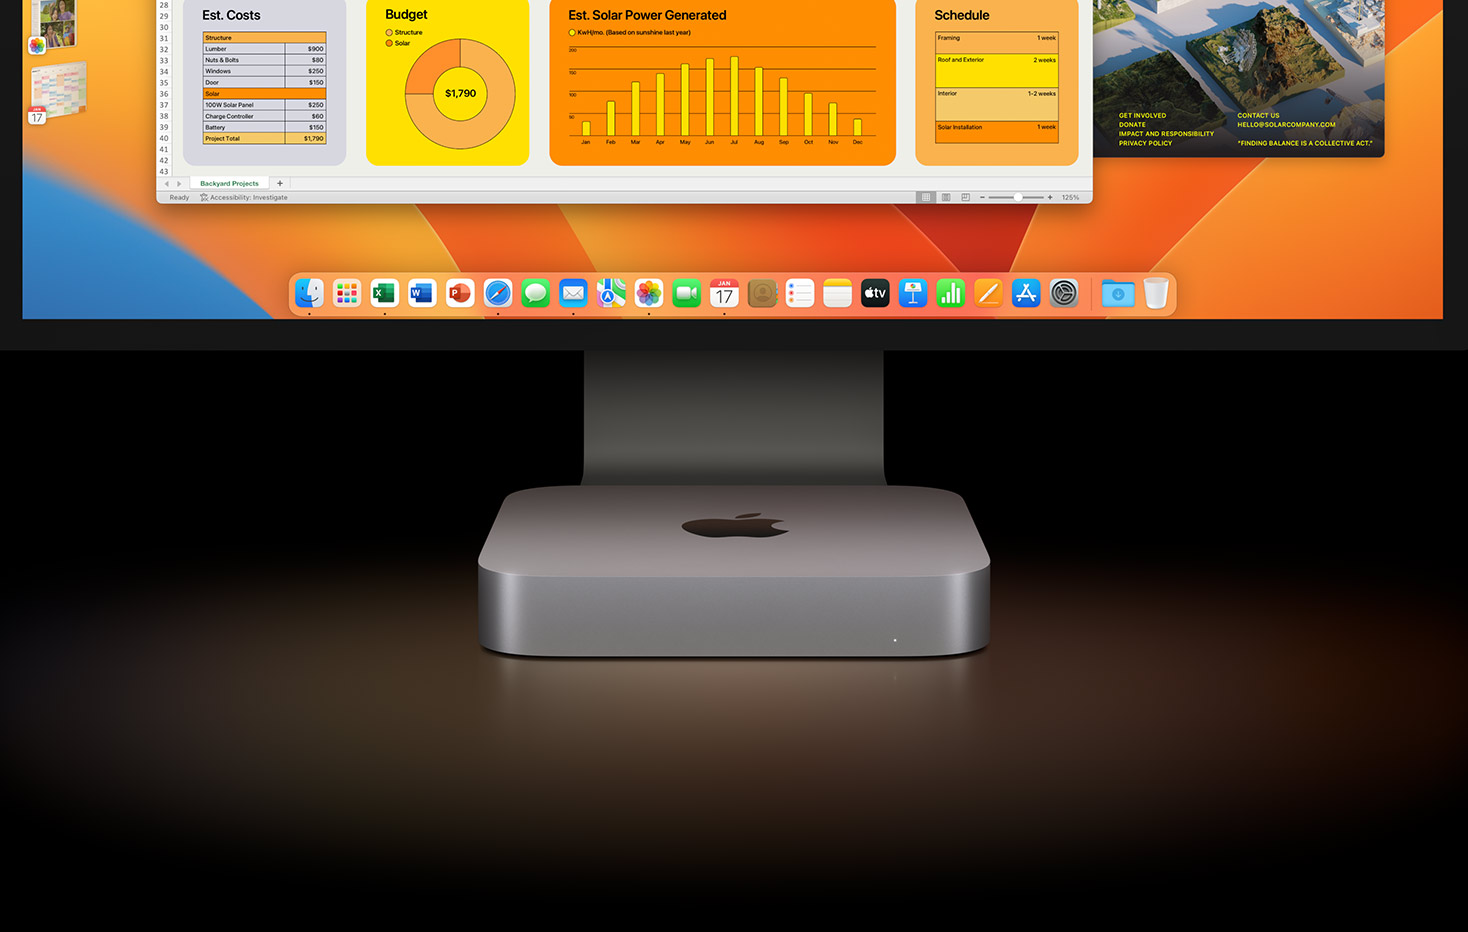 28
29
30
31
32
33
34
35
36
37
38
39
40
41
42
43
Est. Costs
Structure
Lumber $900
Nuts & Bolts $80
Windows $250
Door $150
Solar
100W Solar Panel $250
Charge Controller $60
Battery $150
Project Total $1,790
Budget
Structure
Solar
$1,790
Est. Solar Power Generated
KwH/mo. (Based on sunshine last year)
200
150
100
50
Jan Feb Mar Apr May Jun Jul Aug Sep Oct Nov Dec
Schedule
Framing 1 week
Roof and Exterior 2 weeks
Interior 1-2 weeks
Solar Installation 1 week
GET INVOLVED
DONATE
IMPACT AND RESPONSIBILITY
PRIVACY POLICY
CONTACT US
HELLO@SOLARCOMPANY.COM
"FINDING BALANCE IS A COLLECTIVE ACT."
JAN
17
Backyard Projects +
Ready Accessibility: Investigate
125%
X
W
P
JAN
17
tv